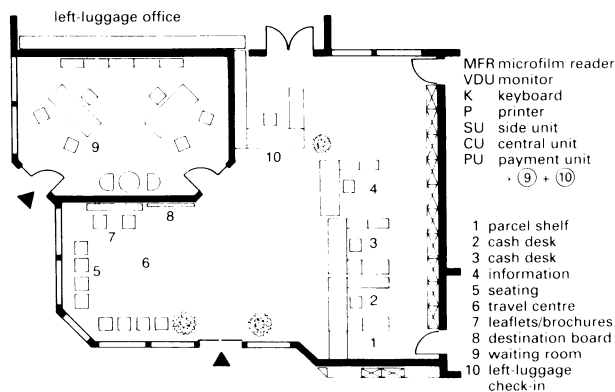 left-luggage office
MFR microfilm reader
VDU monitor
K keyboard
P printer
SU side unit
CU central unit
PU payment unit
› 9 + 10
1 parcel shelf
2 cash desk
3 cash desk
4 information
5 seating
6 travel centre
7 leaflets/brochures
8 destination board
9 waiting room
10 left-luggage
check-in
9
10
4
8
7
3
5
6
2
1